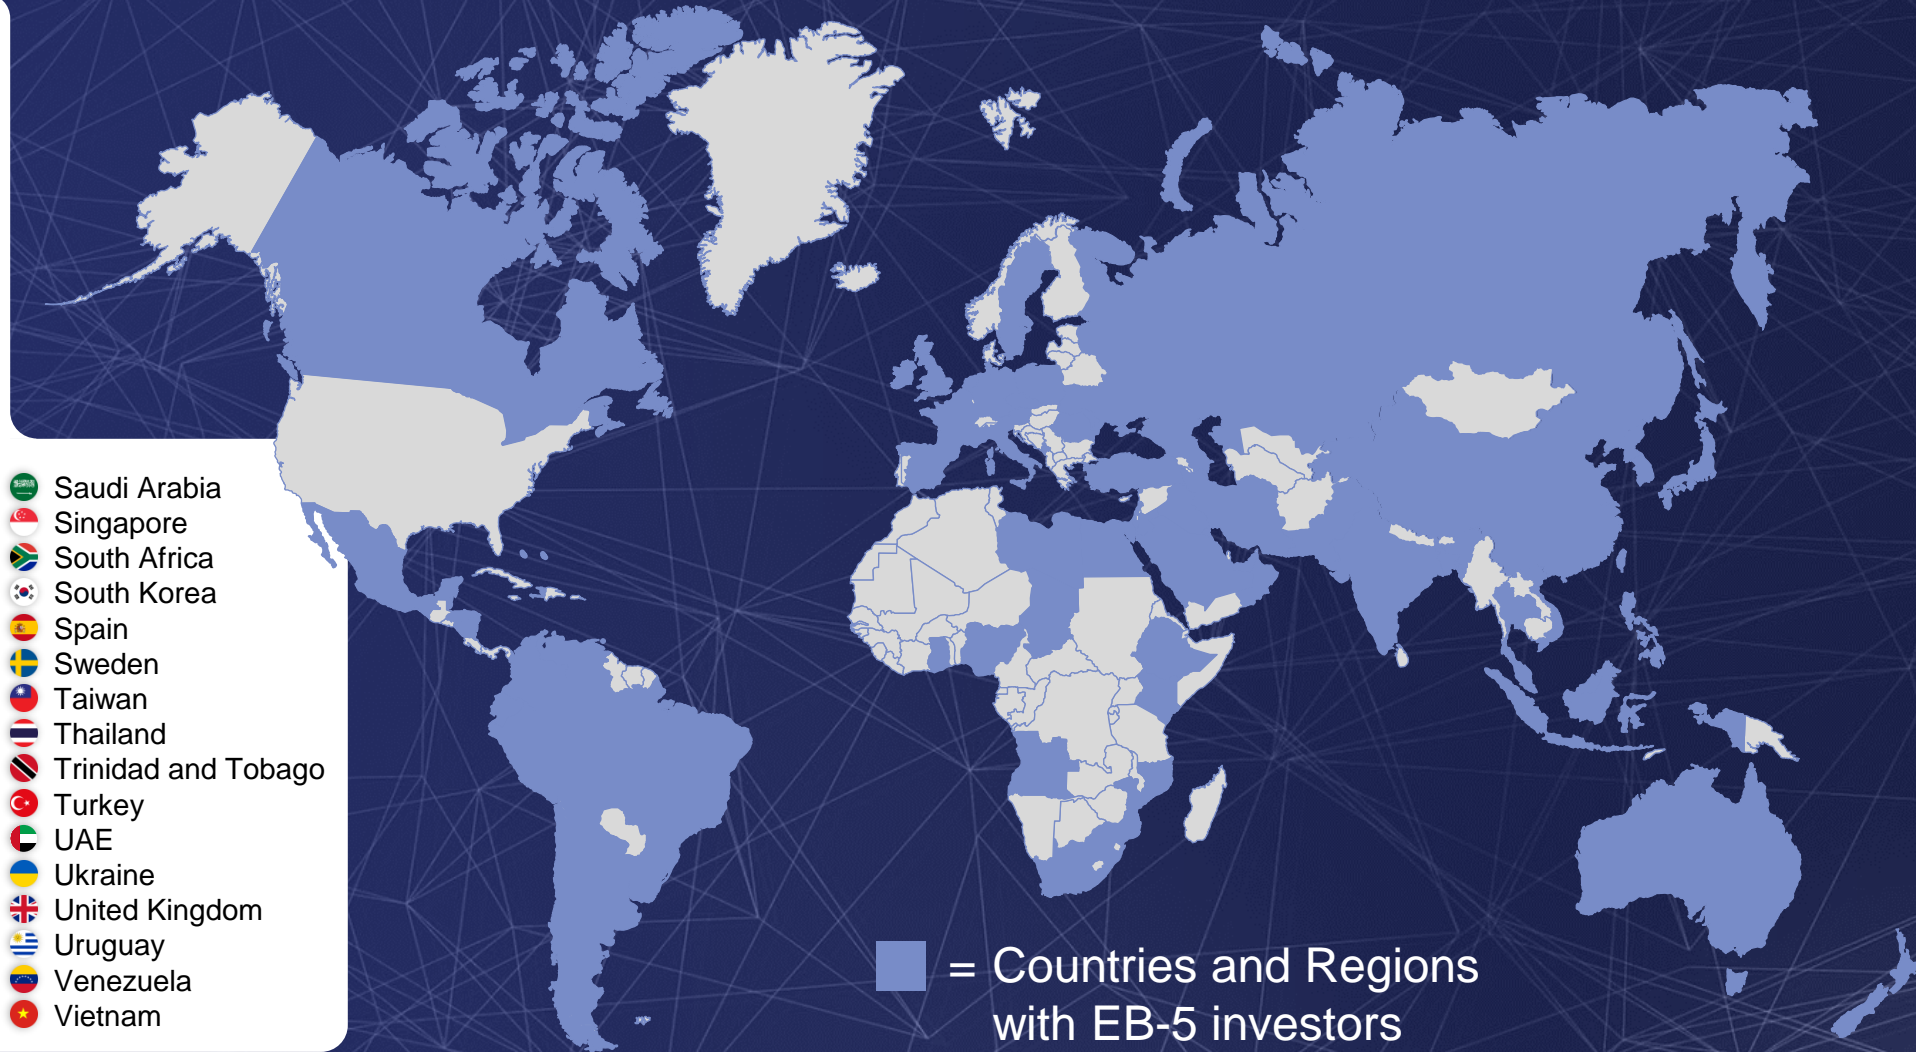 Saudi Arabia
Singapore
South Africa
South Korea
Spain
Sweden
Taiwan
Thailand
Trinidad and Tobago
Turkey
UAE
Ukraine
United Kingdom
Uruguay
Venezuela
Vietnam
= Countries and Regions
with EB-5 investors